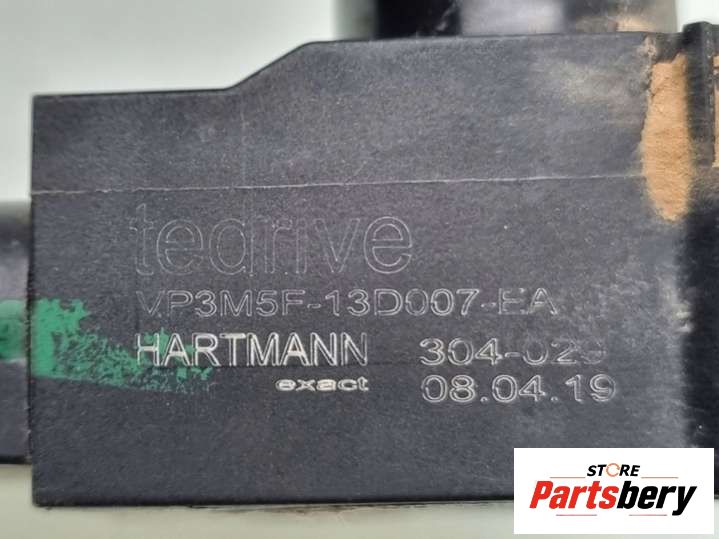 tedrive
VP3M5F-13D007-EA
HARTMANN 304-029
exact 08.04.19
STORE
Partsbery